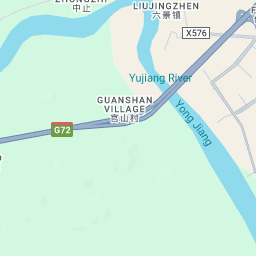 ZHONGZHI
中止
LIUJINGZHEN
六景镇
X576
Yujiang River
GUANSHAN
VILLAGE
官山村
Yong Jiang
G72